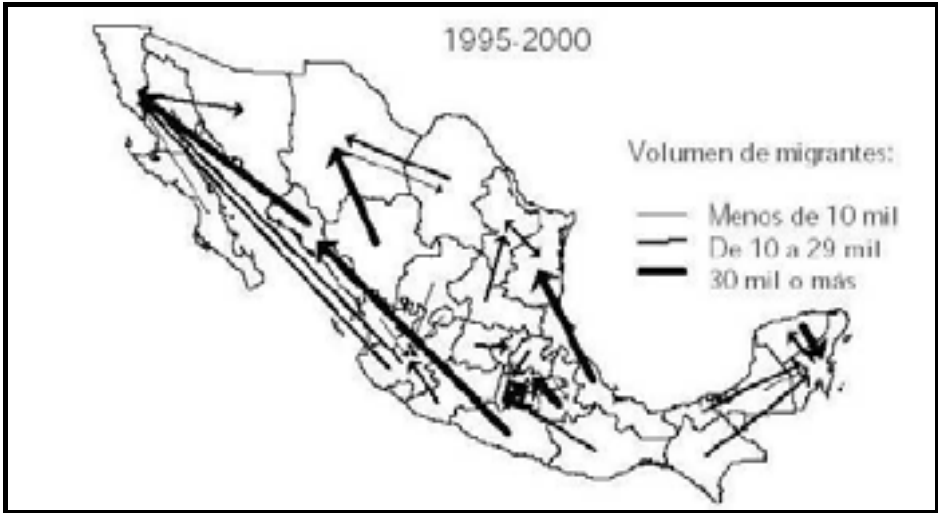 1995-2000
Volumen de migrantes:
Menos de 10 mil
De 10 a 29 mil
30 mil o más